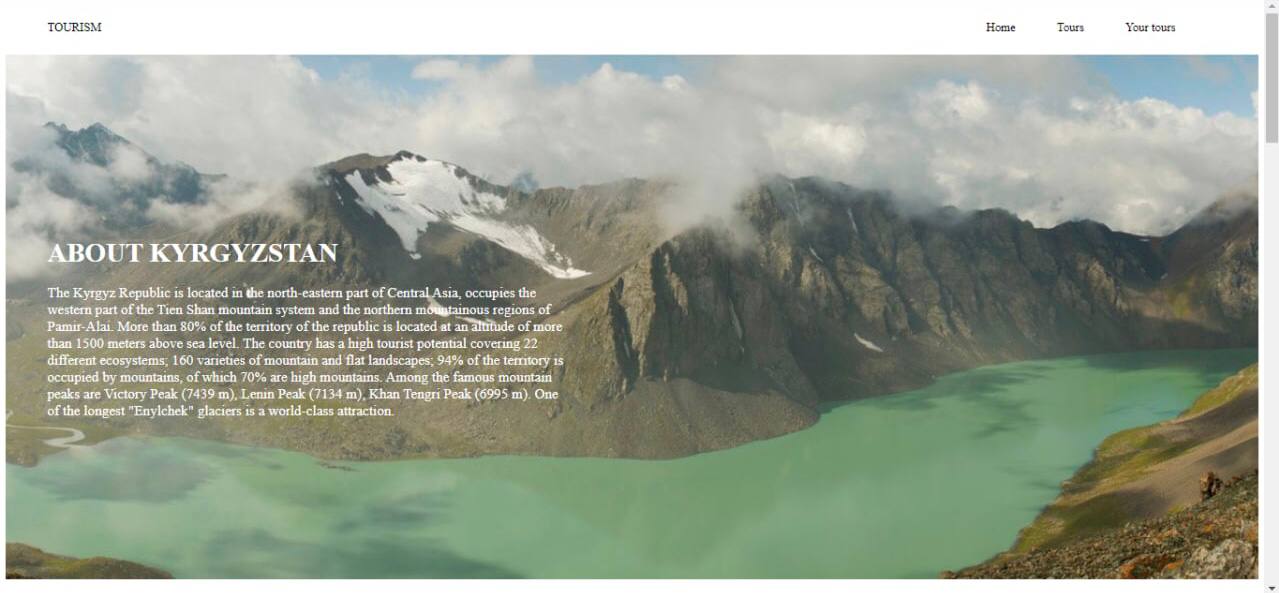 TOURISM
Home Tours Your tours
ABOUT KYRGYZSTAN
The Kyrgyz Republic is located in the north-eastern part of Central Asia, occupies the
western part of the Tien Shan mountain system and the northern mountainous regions of
Pamir-Alai. More than 80% of the territory of the republic is located at an altitude of more
than 1500 meters above sea level. The country has a high tourist potential covering 22
different ecosystems; 160 varieties of mountain and flat landscapes; 94% of the territory is
occupied by mountains, of which 70% are high mountains. Among the famous mountain
peaks are Victory Peak (7439 m), Lenin Peak (7134 m), Khan Tengri Peak (6995 m). One
of the longest "Enylchek" glaciers is a world-class attraction.